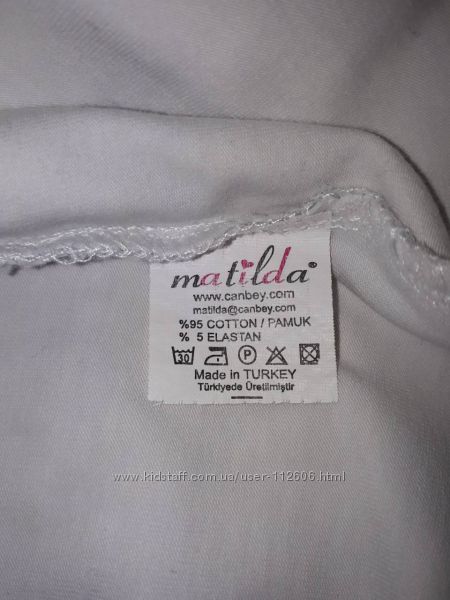 matilda
www.canbey.com
matilda@canbey.com
%95 COTTON / PAMUK
% 5 ELASTAN
30 P
Made in TURKEY
Türkiyede Üretilmiştir
www.kidstaff.com.ua/user-112606.html